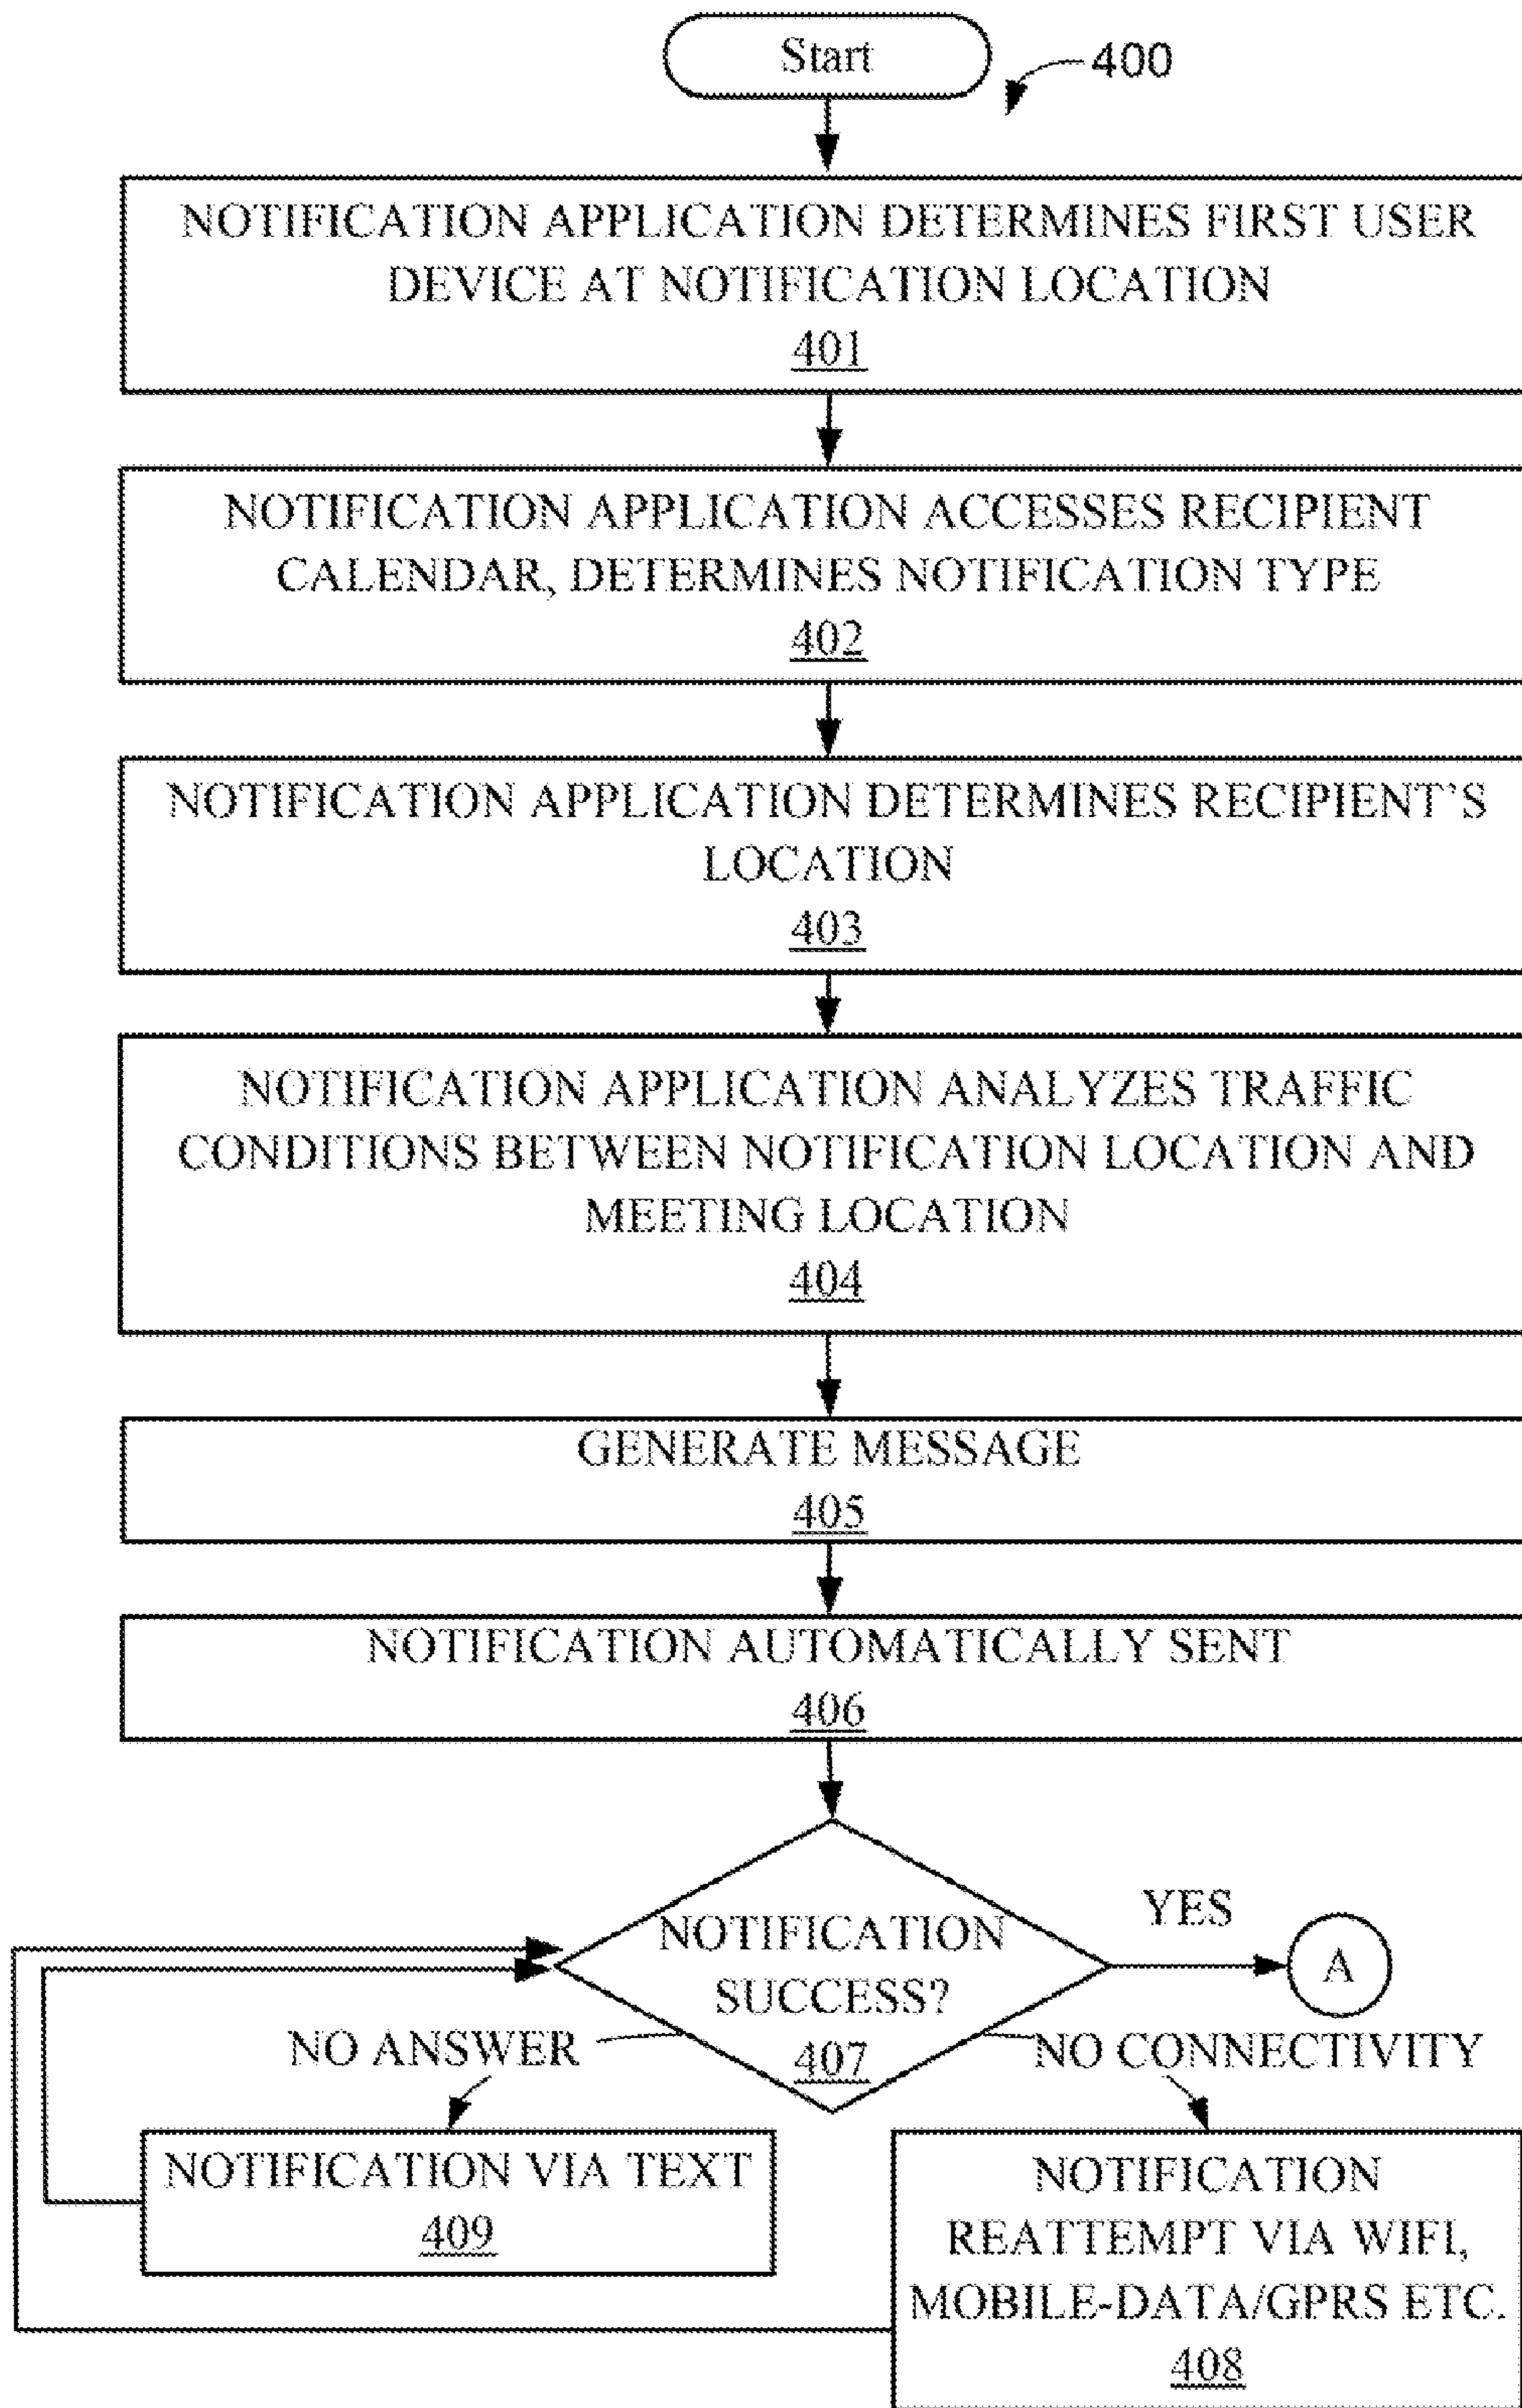 Start
400
NOTIFICATION APPLICATION DETERMINES FIRST USER
DEVICE AT NOTIFICATION LOCATION
401
NOTIFICATION APPLICATION ACCESSES RECIPIENT
CALENDAR, DETERMINES NOTIFICATION TYPE
402
NOTIFICATION APPLICATION DETERMINES RECIPIENT’S
LOCATION
403
NOTIFICATION APPLICATION ANALYZES TRAFFIC
CONDITIONS BETWEEN NOTIFICATION LOCATION AND
MEETING LOCATION
404
GENERATE MESSAGE
405
NOTIFICATION AUTOMATICALLY SENT
406
NOTIFICATION
SUCCESS?
407
YES
A
NO ANSWER
NO CONNECTIVITY
NOTIFICATION VIA TEXT
409
NOTIFICATION
REATTEMPT VIA WIFI,
MOBILE-DATA/GPRS ETC.
408